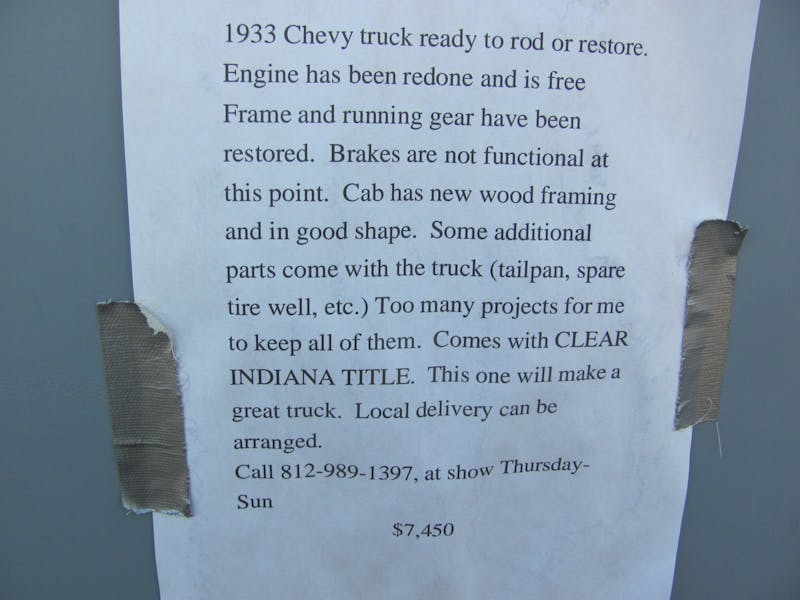 1933 Chevy truck ready to rod or restore.
Engine has been redone and is free
Frame and running gear have been
restored.  Brakes are not functional at
this point.  Cab has new wood framing
and in good shape.  Some additional
parts come with the truck (tailpan, spare
tire well, etc.) Too many projects for me
to keep all of them.  Comes with CLEAR
INDIANA TITLE.  This one will make a
great truck.  Local delivery can be
arranged.
Call 812-989-1397, at show Thursday-
Sun
$7,450